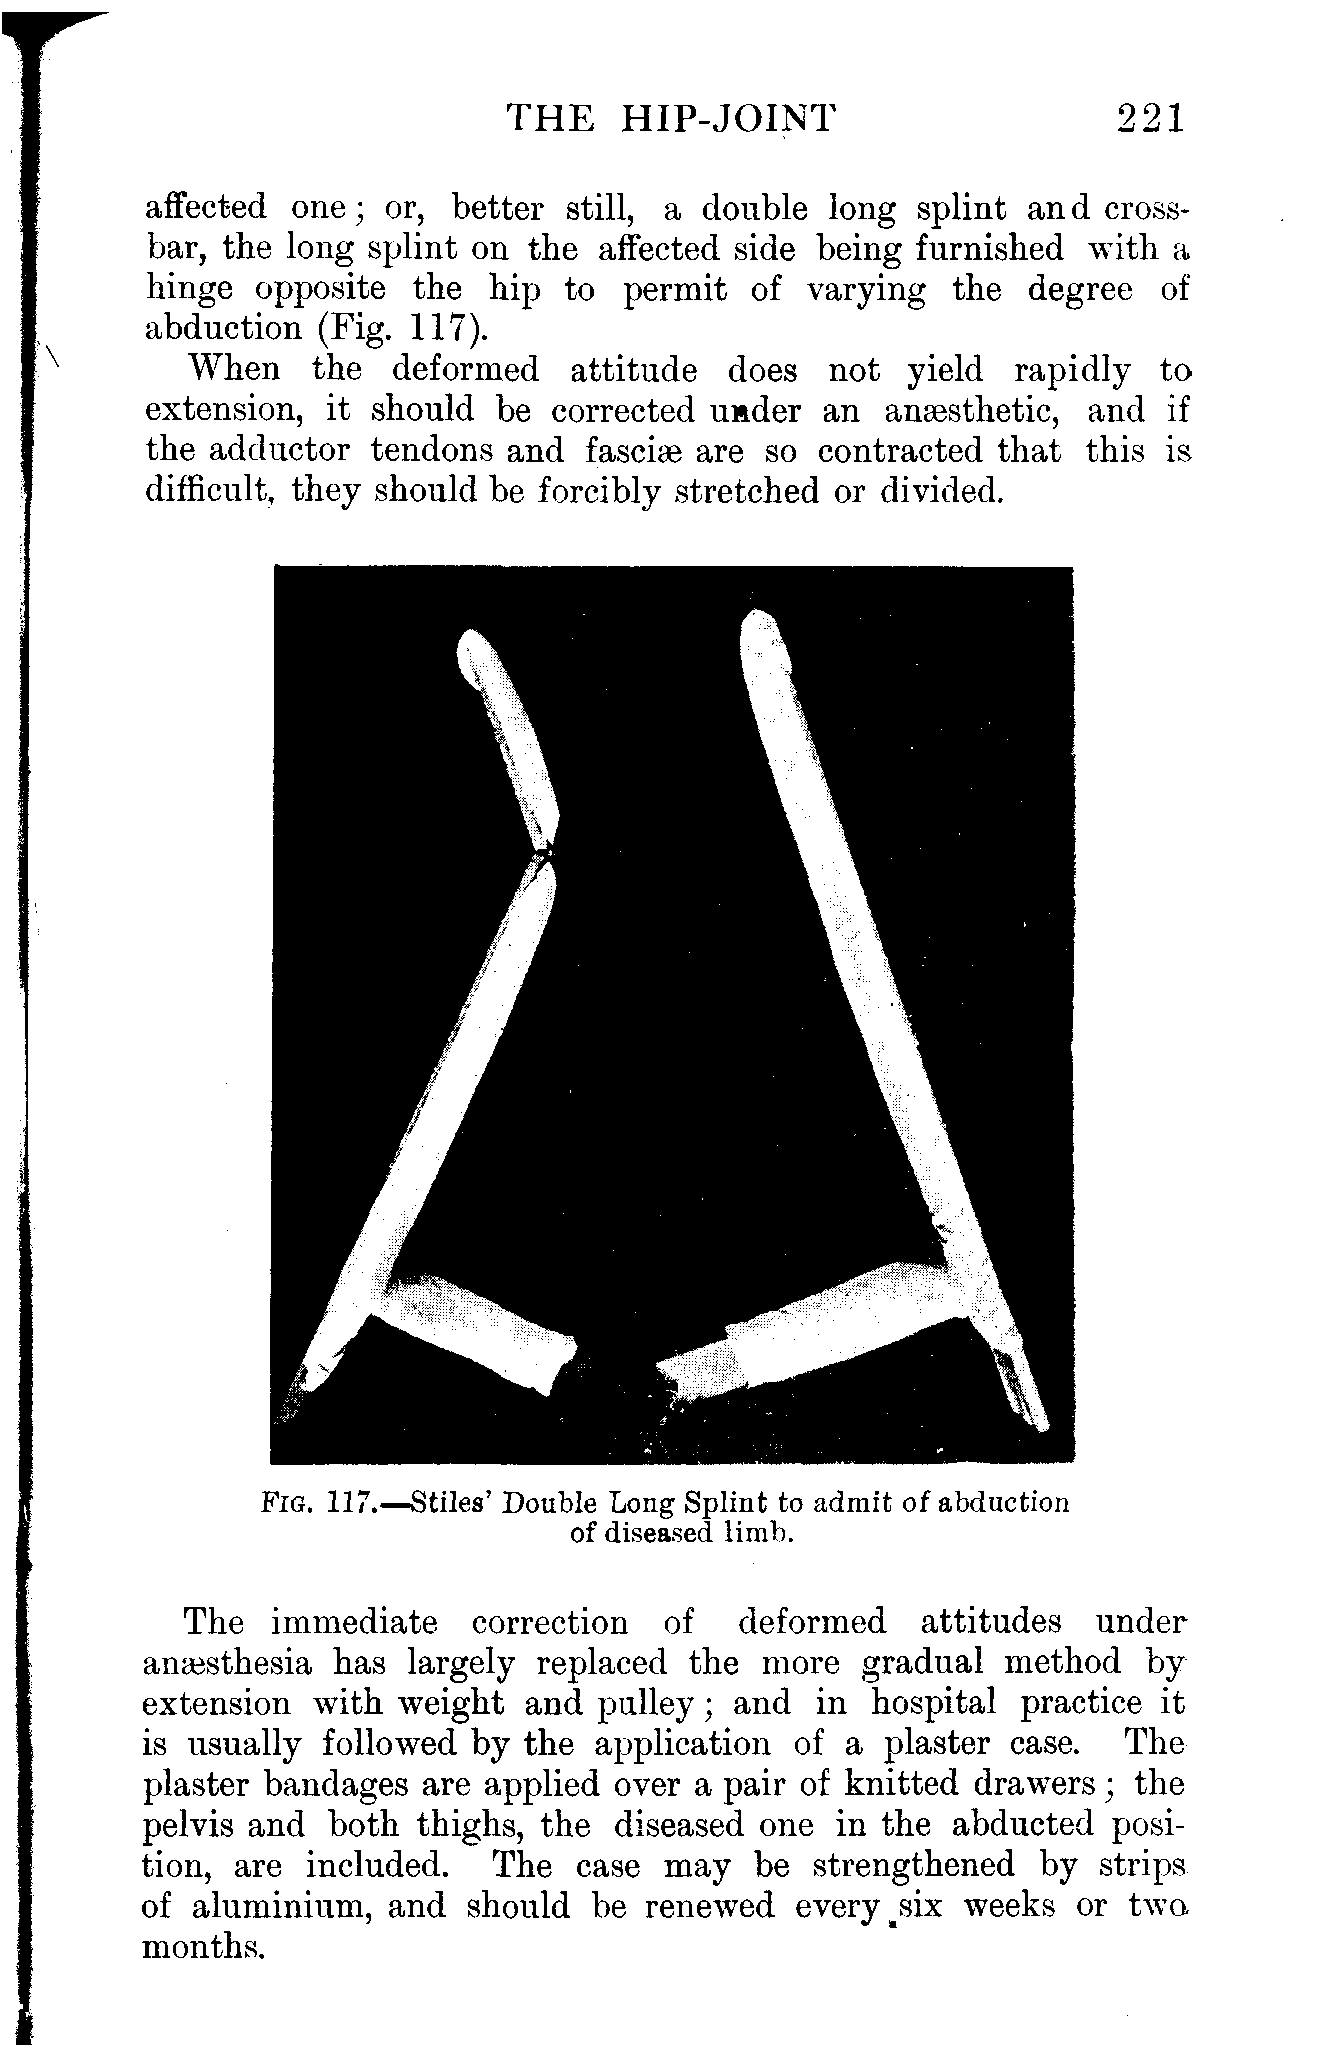 THE HIP-JOINT 221
affected one; or, better still, a double long splint and cross-
bar, the long splint on the affected side being furnished with a
hinge opposite the hip to permit of varying the degree of
abduction (Fig. 117).
When the deformed attitude does not yield rapidly to
extension, it should be corrected under an anæsthetic, and if
the adductor tendons and fasciæ are so contracted that this is
difficult, they should be forcibly stretched or divided.
FIG. 117.—Stiles' Double Long Splint to admit of abduction
of diseased limb.
The immediate correction of deformed attitudes under
anæsthesia has largely replaced the more gradual method by
extension with weight and pulley; and in hospital practice it
is usually followed by the application of a plaster case. The
plaster bandages are applied over a pair of knitted drawers; the
pelvis and both thighs, the diseased one in the abducted posi-
tion, are included. The case may be strengthened by strips
of aluminium, and should be renewed every six weeks or two
months.